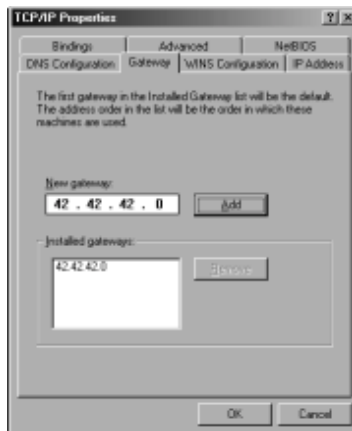 TCP/IP Properties
? ×
Bindings Advanced NetBIOS
DNS Configuration Gateway WINS Configuration IP Address
The first gateway in the Installed Gateway list will be the default.
The address order in the list will be the order in which these
machines are used.
New gateway:
42 . 42 . 42 . 0 Add
Installed gateways:
42.42.42.0 Remove
OK Cancel